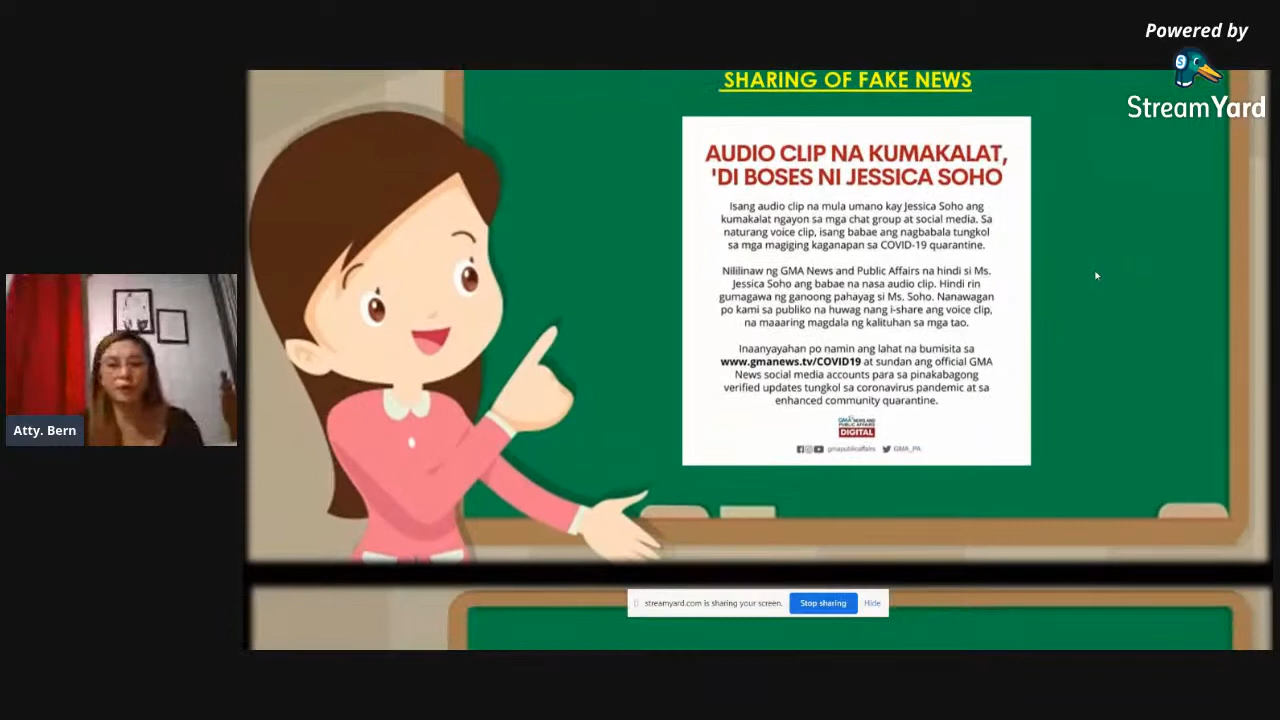 Powered by
StreamYard
SHARING OF FAKE NEWS
AUDIO CLIP NA KUMAKALAT,
'DI BOSES NI JESSICA SOHO
Isang audio clip na mula umano kay Jessica Soho ang
kumakalat ngayon sa mga chat group at social media. Sa
naturang voice clip, isang babae ang nagbabala tungkol
sa mga magiging kaganapan sa COVID-19 quarantine.
Nililinaw ng GMA News and Public Affairs na hindi si Ms.
Jessica Soho ang babae na nasa audio clip. Hindi rin
gumagawa ng ganoong pahayag si Ms. Soho. Nanawagan
po kami sa publiko na huwag nang i-share ang voice clip,
na maaaring magdala ng kalituhan sa mga tao.
Inaanyayahan po namin ang lahat na bumisita sa
www.gmanews.tv/COVID19 at sundan ang official GMA
News social media accounts para sa pinakabagong
verified updates tungkol sa coronavirus pandemic at sa
enhanced community quarantine.
GMA NEWS AND
PUBLIC AFFAIRS
DIGITAL
gmapublicaffairs GMA_PA
Atty. Bern
streamyard.com is sharing your screen. Stop sharing Hide